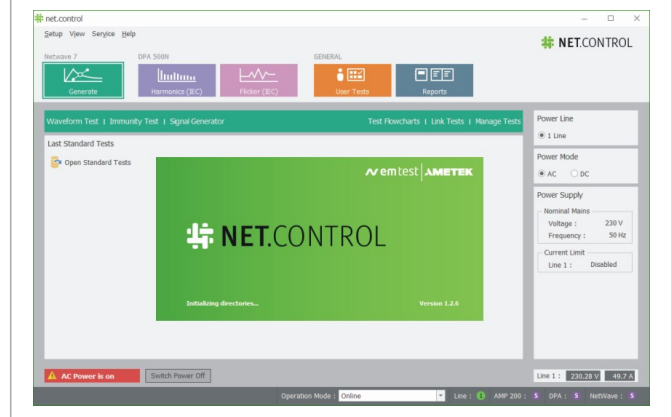 net.control
Setup View Service Help
NET.CONTROL
Netwave 7 DPA 500N GENERAL
Generate Harmonics (IEC) Flicker (IEC) User Tests Reports
Waveform Test | Immunity Test | Signal Generator Test Flowcharts | Link Tests | Manage Tests
Last Standard Tests
Open Standard Tests
em test AMETEK
NET.CONTROL
Initializing directories... Version 1.2.6
Power Line
1 Line
Power Mode
AC DC
Power Supply
Nominal Mains
Voltage : 230 V
Frequency : 50 Hz
Current Limit
Line 1 : Disabled
AC Power is on Switch Power Off Line 1 : 230.28 V 49.7 A
Operation Mode : Online Line : 1 AMP 200 : S DPA : S NetWave : S